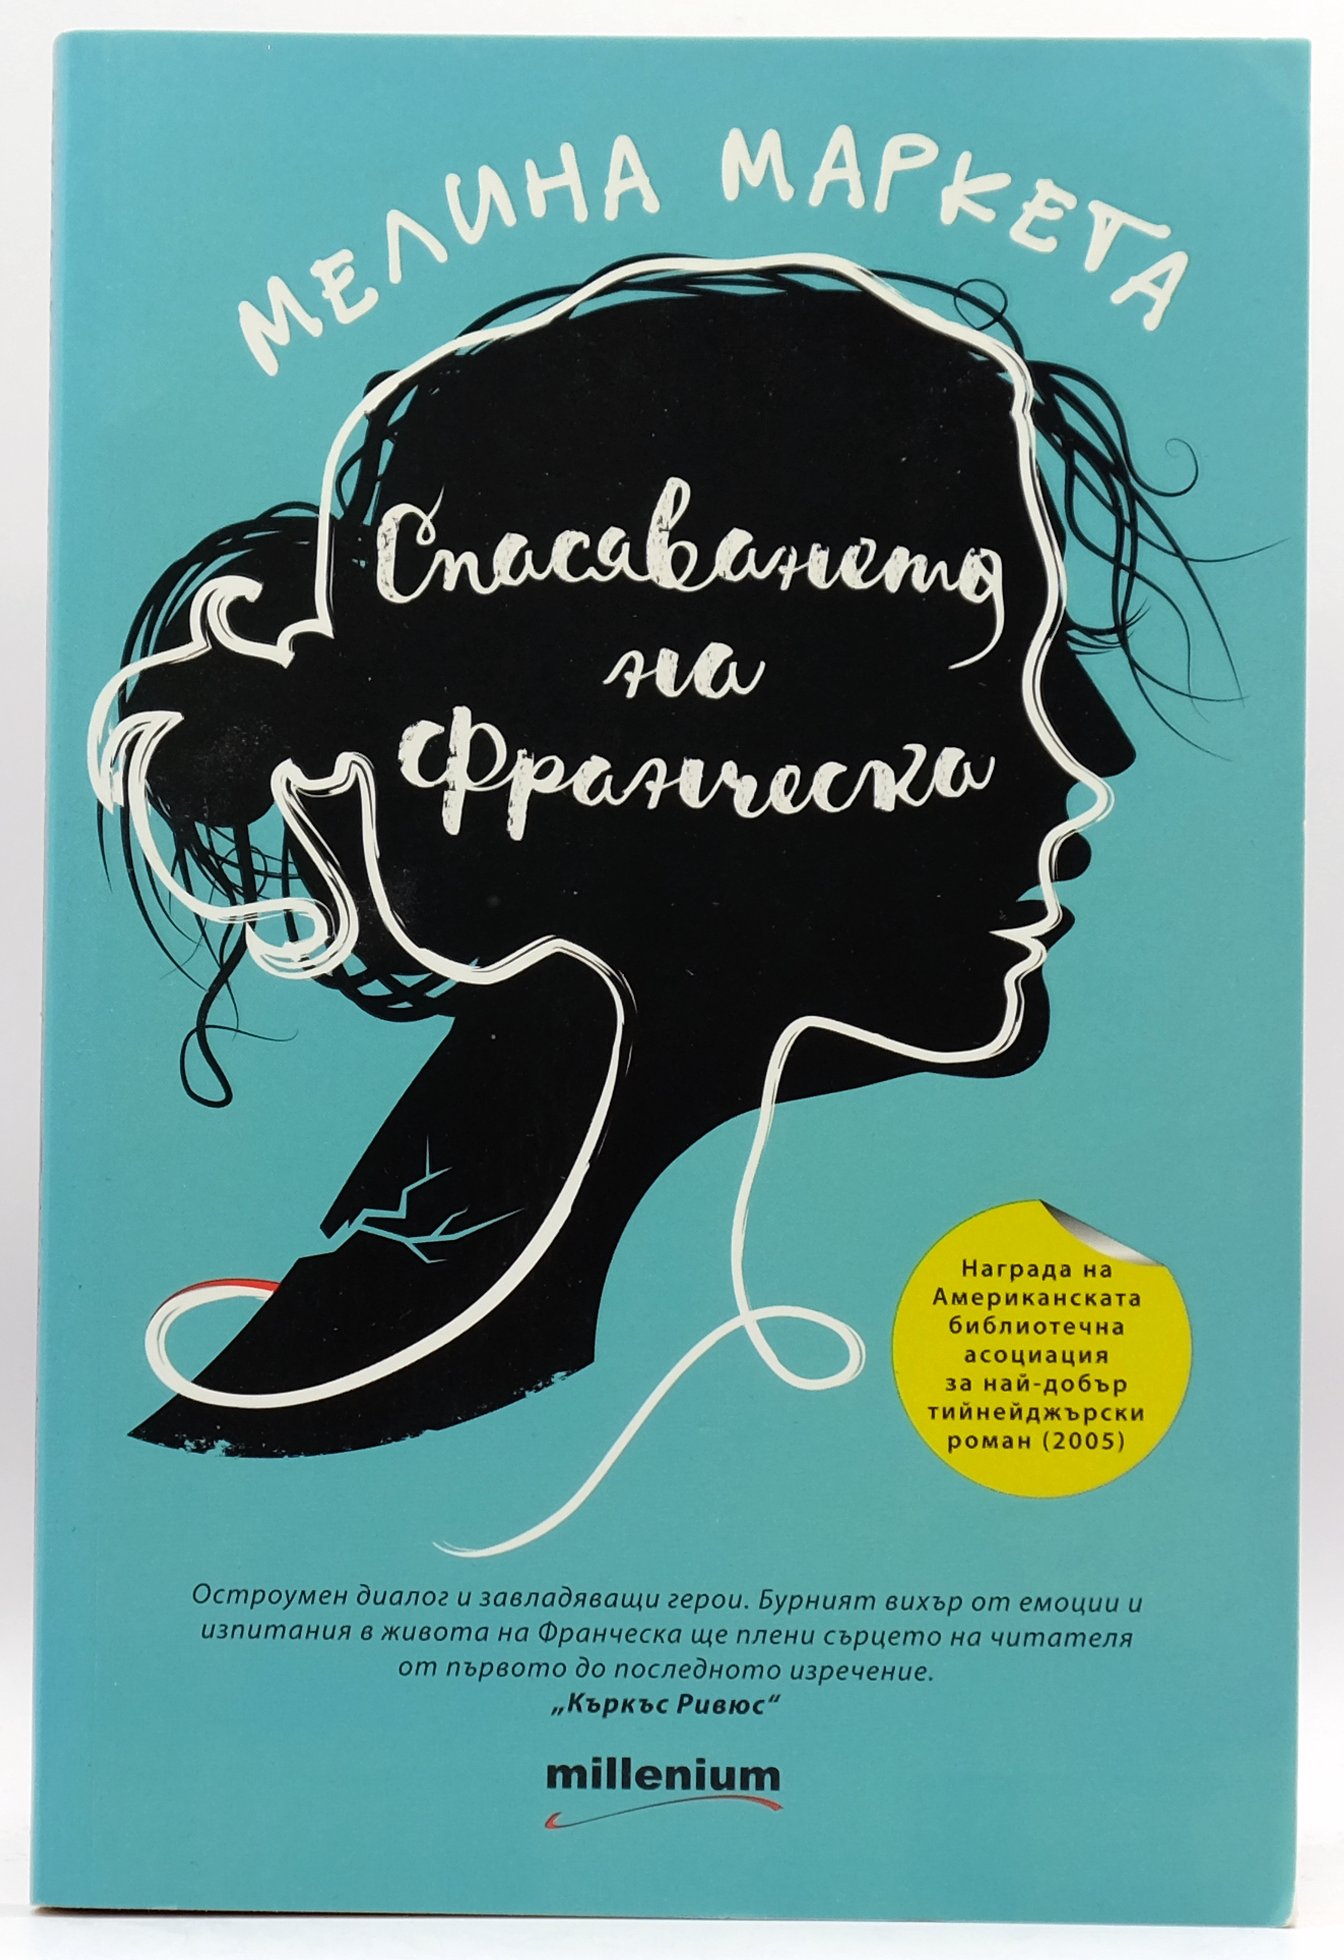 МЕЛИНА МАРКЕТА
Спасяването
на
Франческа
Награда на
Американската
библиотечна
асоциация
за най-добър
тийнейджърски
роман (2005)
Остроумен диалог и завладяващи герои. Бурният вихър от емоции и
изпитания в живота на Франческа ще плени сърцето на читателя
от първото до последното изречение.
„Къркъс Ривюс“
millenium